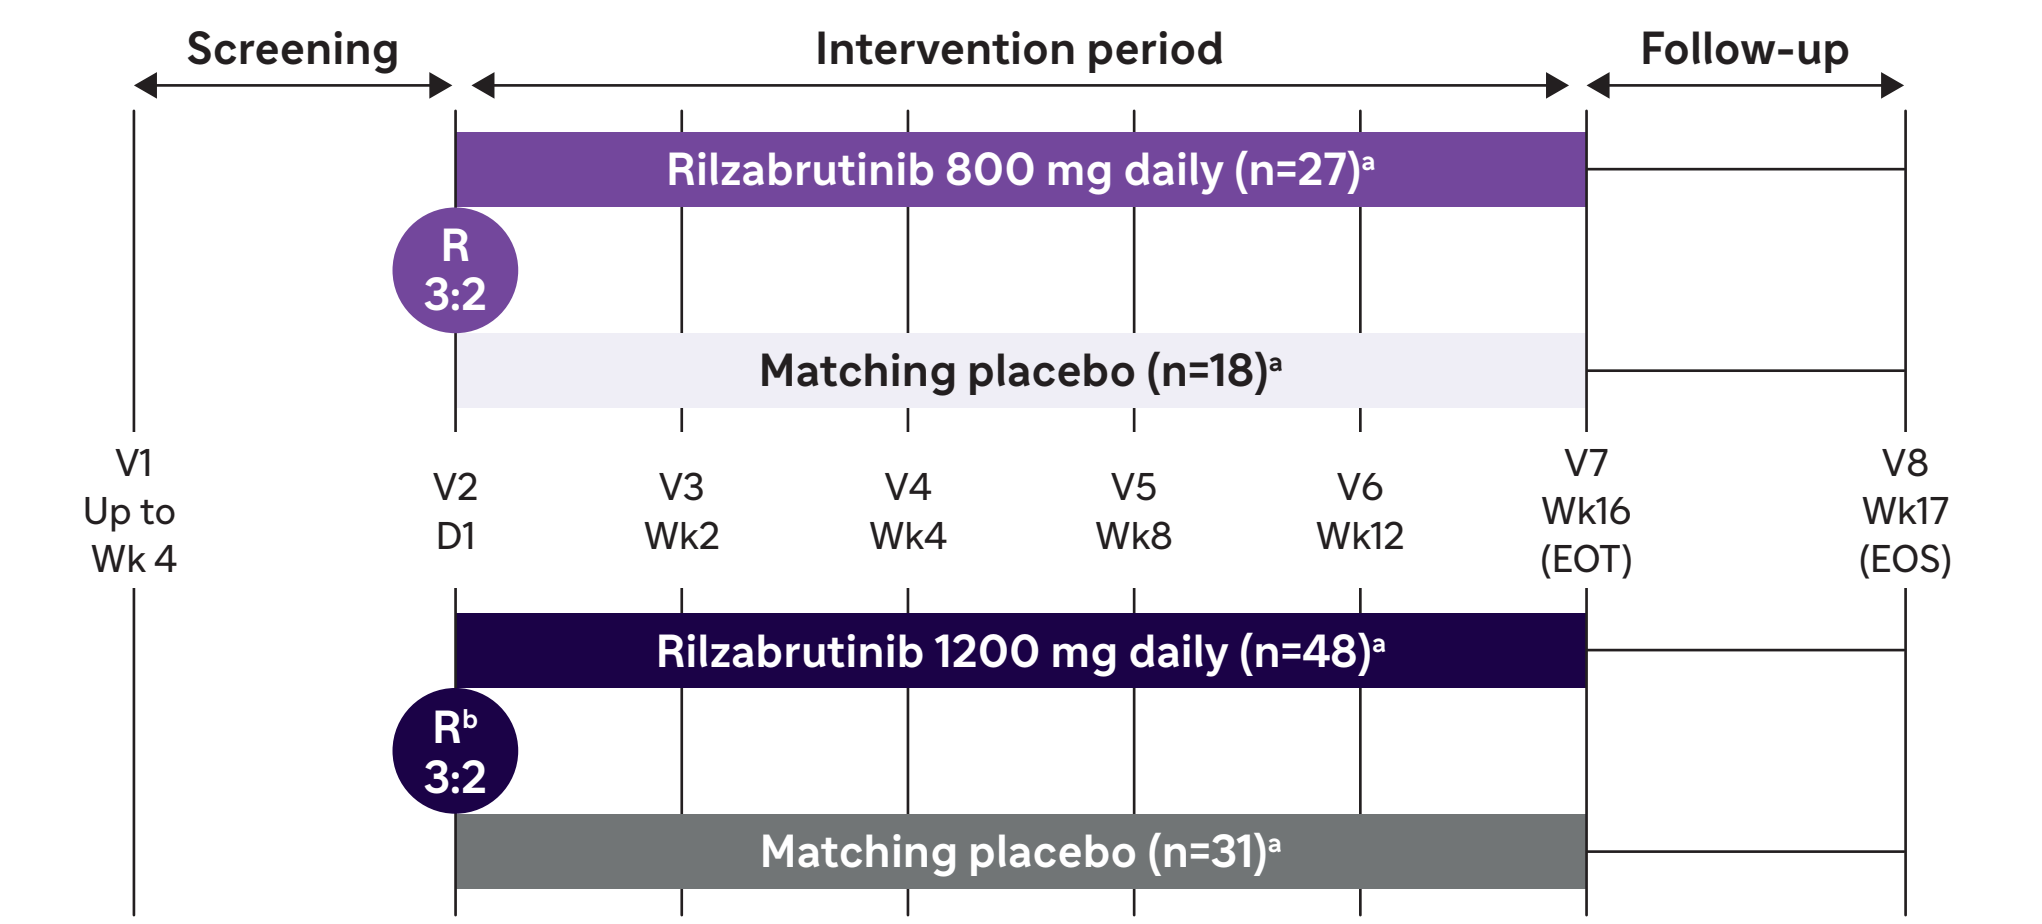 Screening
Intervention period
Follow-up
Rilzabrutinib 800 mg daily (n=27)ᵃ
R
3:2
Matching placebo (n=18)ᵃ
V1
Up to
Wk 4
V2
D1
V3
Wk2
V4
Wk4
V5
Wk8
V6
Wk12
V7
Wk16
(EOT)
V8
Wk17
(EOS)
Rilzabrutinib 1200 mg daily (n=48)ᵃ
Rᵇ
3:2
Matching placebo (n=31)ᵃ